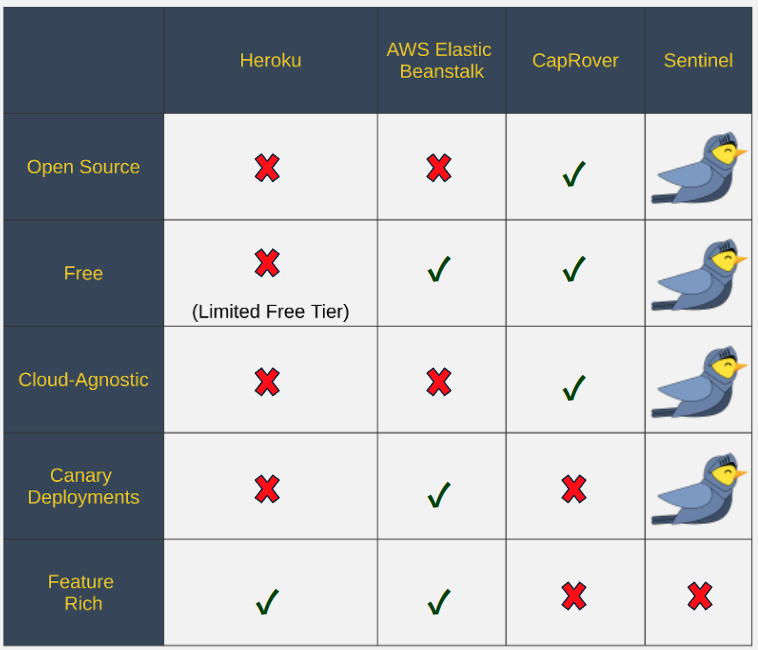 Heroku
AWS Elastic
Beanstalk
CapRover
Sentinel
Open Source
Free
(Limited Free Tier)
Cloud-Agnostic
Canary
Deployments
Feature
Rich